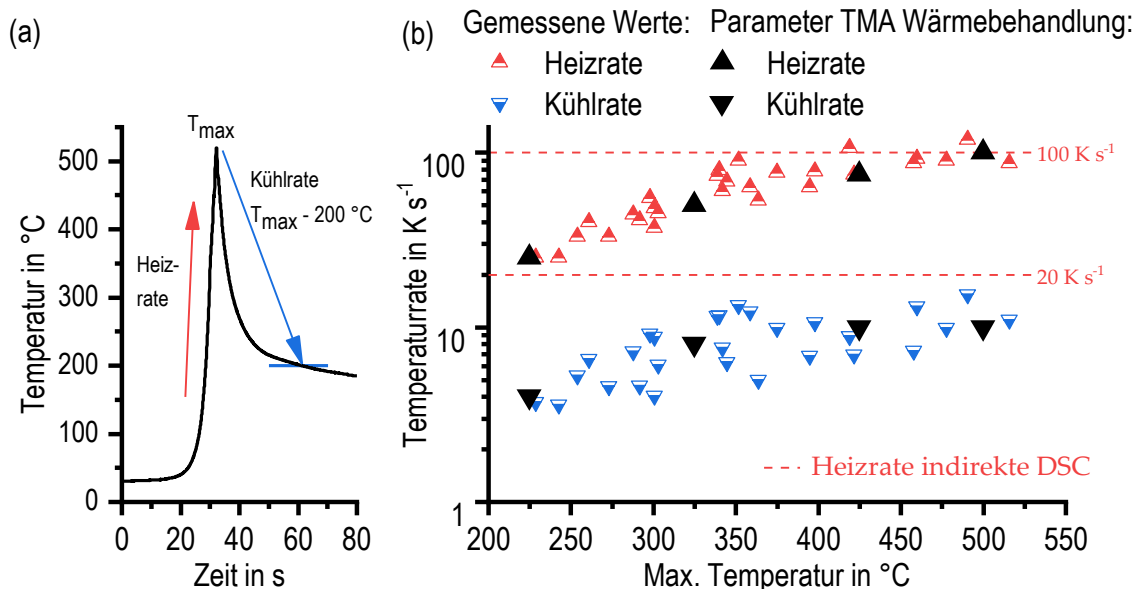 (a)
Temperatur in °C
500
400
300
200
100
0
T_max
Kühlrate
T_max - 200 °C
Heiz-
rate
0 20 40 60 80
Zeit in s
(b)
Gemessene Werte: Parameter TMA Wärmebehandlung:
Heizrate Heizrate
Kühlrate Kühlrate
Temperaturrate in K s⁻¹
100
10
1
100 K s⁻¹
20 K s⁻¹
Heizrate indirekte DSC
200 250 300 350 400 450 500 550
Max. Temperatur in °C